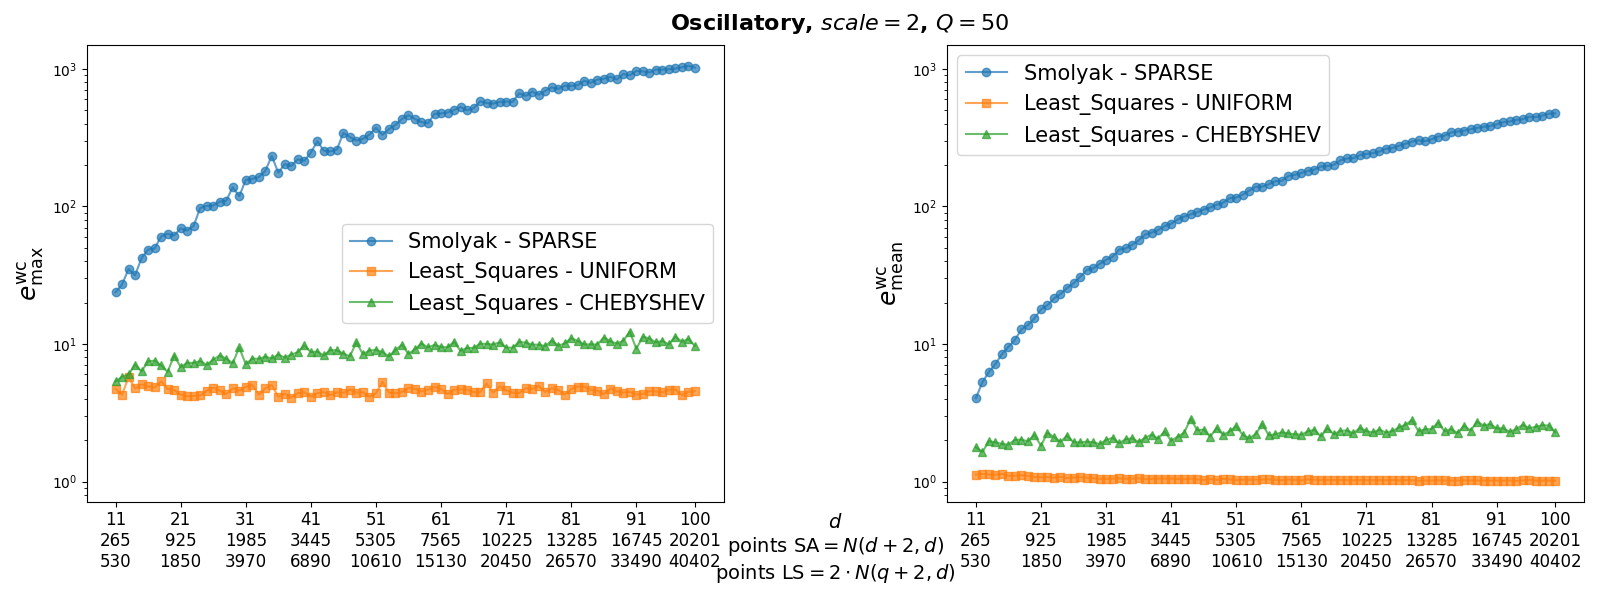 Oscillatory, scale = 2, Q = 50
10³
10²
10¹
10⁰
e^wc_max
Smolyak - SPARSE
Least_Squares - UNIFORM
Least_Squares - CHEBYSHEV
11 21 31 41 51 61 71 81 91 100
265 925 1985 3445 5305 7565 10225 13285 16745 20201
530 1850 3970 6890 10610 15130 20450 26570 33490 40402
d
points SA = N(d + 2, d)
points LS = 2 · N(q + 2, d)
10³
10²
10¹
10⁰
e^wc_mean
Smolyak - SPARSE
Least_Squares - UNIFORM
Least_Squares - CHEBYSHEV
11 21 31 41 51 61 71 81 91 100
265 925 1985 3445 5305 7565 10225 13285 16745 20201
530 1850 3970 6890 10610 15130 20450 26570 33490 40402